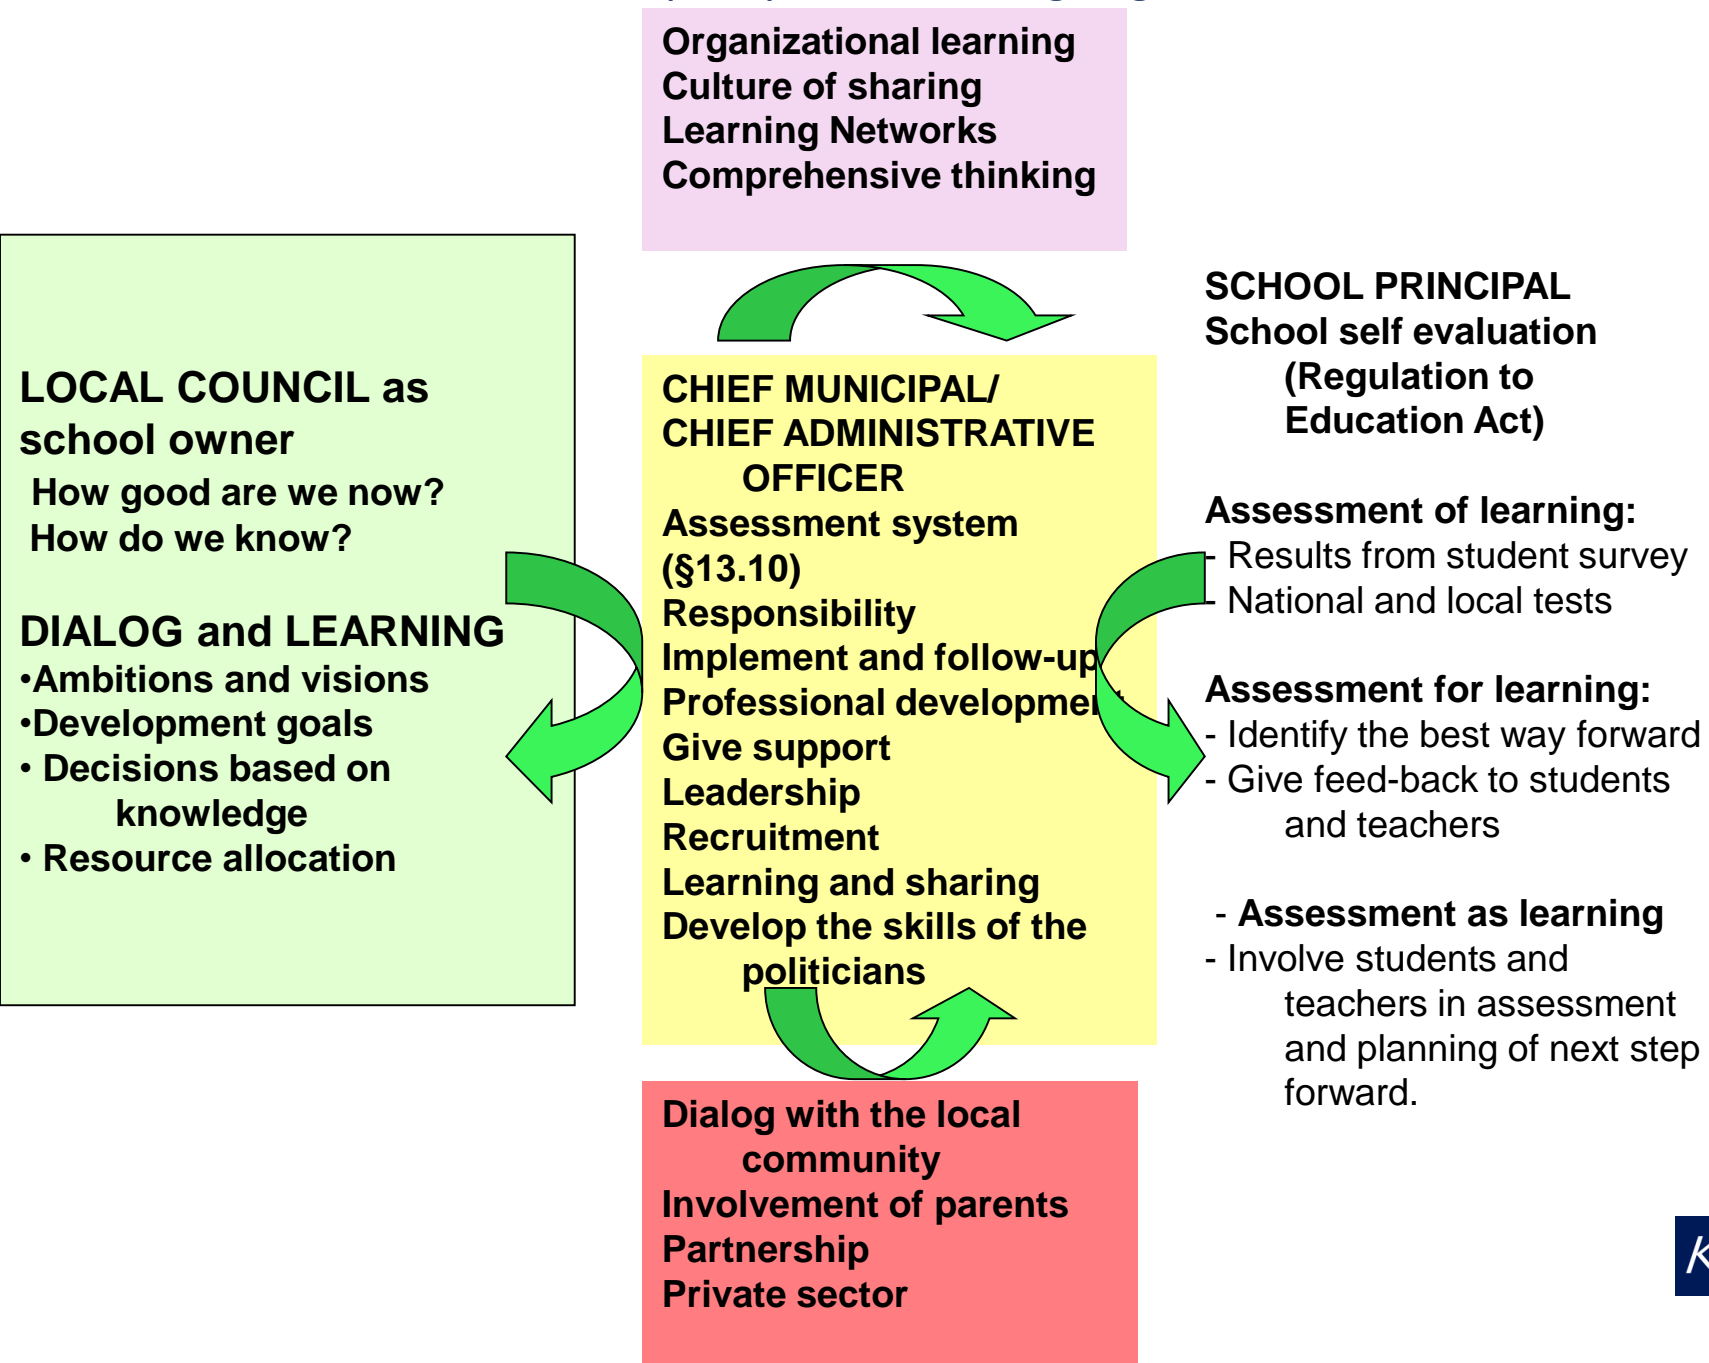 Organizational learning
Culture of sharing
Learning Networks
Comprehensive thinking
LOCAL COUNCIL as
school owner
How good are we now?
How do we know?
DIALOG and LEARNING
•Ambitions and visions
•Development goals
• Decisions based on
knowledge
• Resource allocation
CHIEF MUNICIPAL/
CHIEF ADMINISTRATIVE
OFFICER
Assessment system
(§13.10)
Responsibility
Implement and follow-up
Professional development
Give support
Leadership
Recruitment
Learning and sharing
Develop the skills of the
politicians
SCHOOL PRINCIPAL
School self evaluation
(Regulation to
Education Act)
Assessment of learning:
- Results from student survey
- National and local tests
Assessment for learning:
- Identify the best way forward
- Give feed-back to students
and teachers
- Assessment as learning
- Involve students and
teachers in assessment
and planning of next step
forward.
Dialog with the local
community
Involvement of parents
Partnership
Private sector
K